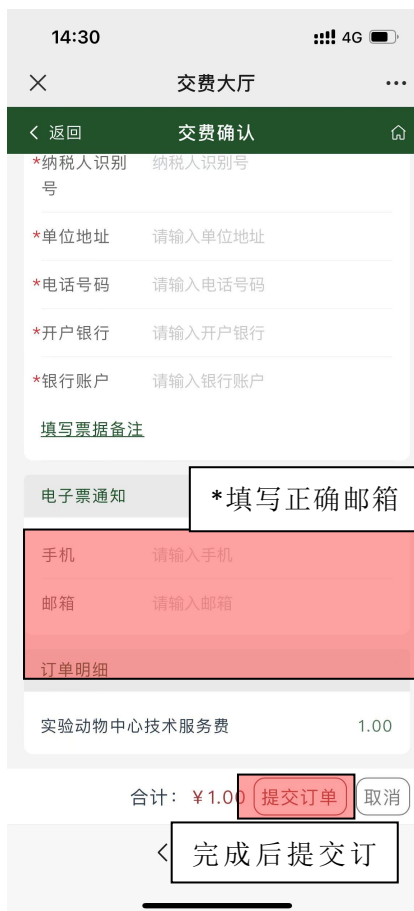 14:30 4G
交费大厅
返回 交费确认
*纳税人识别号 纳税人识别号
*单位地址 请输入单位地址
*电话号码 请输入电话号码
*开户银行 请输入开户银行
*银行账户 请输入银行账户
填写票据备注
电子票通知
*填写正确邮箱
手机 请输入手机
邮箱 请输入邮箱
订单明细
实验动物中心技术服务费 1.00
合计：￥1.00 提交订单 取消
完成后提交订